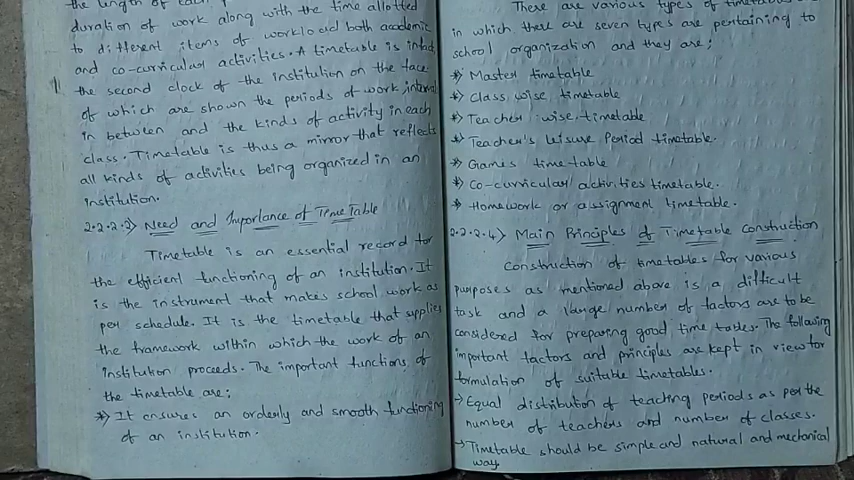 the length of each
duration of work along with the time allotted
to different items of workload both academic
and co-curricular activities. A timetable is infact
the second clock of the institution on the face
of which are shown the periods of work, interval
in between and the kinds of activity in each
class. Timetable is thus a mirror that reflects
all kinds of activities being organized in an
institution.
2.2.2.3) Need and Importance of Time Table
Timetable is an essential record for
the efficient functioning of an institution. It
is the instrument that makes school work as
per schedule. It is the timetable that supplies
the framework within which the work of an
institution proceeds. The important functions of
the timetable are;
*) It ensures an orderly and smooth functioning
of an institution.
There are various types of timetables
in which there are seven types are pertaining to
school organization and they are;
*) Master timetable
*) Class wise timetable
*) Teacher wise-timetable
*) Teacher's leisure Period timetable.
*) Games time table
*) Co-curricular activities timetable.
*) Homework or assignment timetable.
2.2.2.4) Main Principles of Timetable Construction
Construction of timetables for various
purposes as mentioned above is a difficult
task and a large number of factors are to be
considered for preparing good time tables. The following
important factors and principles are kept in view for
formulation of suitable timetables.
→ Equal distribution of teaching periods as per the
number of teachers and number of classes.
→ Timetable should be simple and natural and mechanical
way.